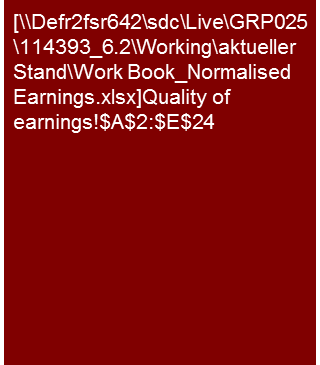 [\\Defr2fsr642\sdc\Live\GRP025
\114393_6.2\Working\aktueller
Stand\Work Book_Normalised
Earnings.xlsx]Quality of
earnings!$A$2:$E$24